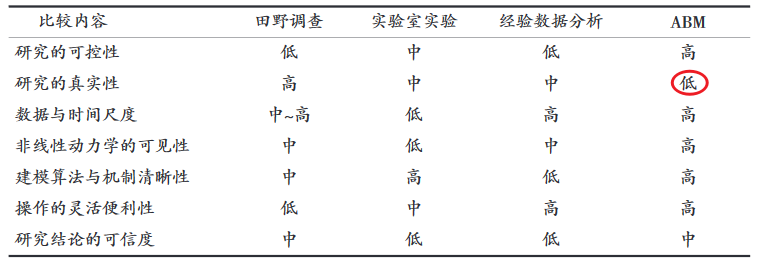 比较内容 田野调查 实验室实验 经验数据分析 ABM
研究的可控性 低 中 低 高
研究的真实性 高 中 中 低
数据与时间尺度 中~高 低 高 高
非线性动力学的可见性 中 低 中 高
建模算法与机制清晰性 中 高 低 高
操作的灵活便利性 低 中 高 高
研究结论的可信度 中 低 低 中